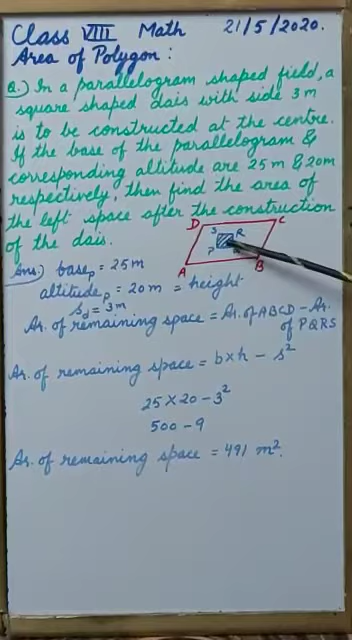 Class VIII Math 21/5/2020.
Area of Polygon :
Q.) In a parallelogram shaped field, a
square shaped dais with side 3 m
is to be constructed at the centre.
If the base of the parallelogram &
corresponding altitude are 25 m & 20m
respectively, then find the area of
the left space after the construction
of the dais.
D C
S R
P
A B
Ans:) base p = 25 m
altitude p = 20 m = height
s d = 3m
Ar. of remaining space = Ar. of ABCD - Ar.
of PQRS
Ar. of remaining space = b×h - s²
25 × 20 - 3²
500 - 9
Ar. of remaining space = 491 m².